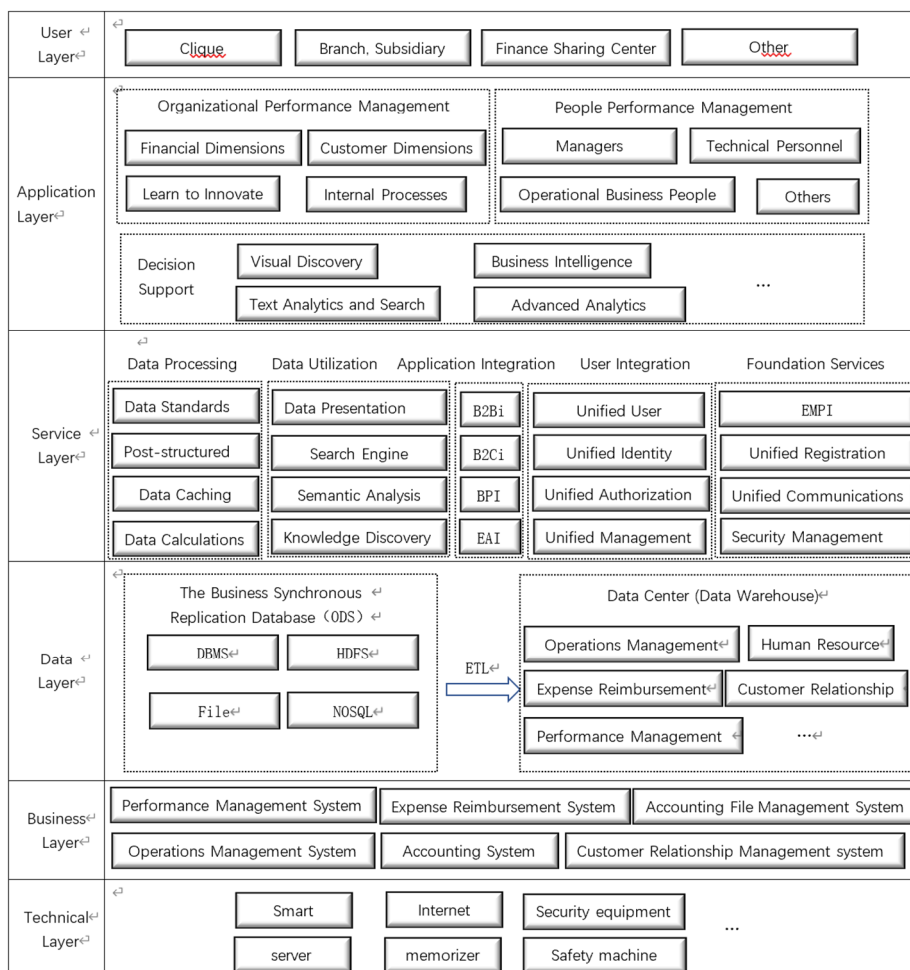 User
Layer
Clique
Branch, Subsidiary
Finance Sharing Center
Other
Application
Layer
Organizational Performance Management
Financial Dimensions
Customer Dimensions
Learn to Innovate
Internal Processes
People Performance Management
Managers
Technical Personnel
Operational Business People
Others
Decision
Support
Visual Discovery
Business Intelligence
Text Analytics and Search
Advanced Analytics
...
Service
Layer
Data Processing
Data Standards
Post-structured
Data Caching
Data Calculations
Data Utilization
Data Presentation
Search Engine
Semantic Analysis
Knowledge Discovery
Application Integration
B2Bi
B2Ci
BPI
EAI
User Integration
Unified User
Unified Identity
Unified Authorization
Unified Management
Foundation Services
EMPI
Unified Registration
Unified Communications
Security Management
Data
Layer
The Business Synchronous
Replication Database（ODS）
DBMS
HDFS
File
NOSQL
ETL
Data Center (Data Warehouse)
Operations Management
Human Resource
Expense Reimbursement
Customer Relationship
Performance Management
...
Business
Layer
Performance Management System
Expense Reimbursement System
Accounting File Management System
Operations Management System
Accounting System
Customer Relationship Management system
Technical
Layer
Smart
Internet
Security equipment
...
server
memorizer
Safety machine